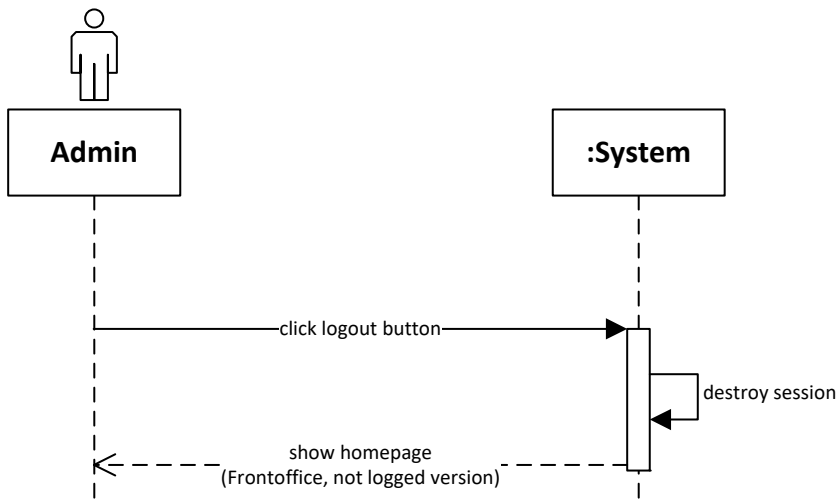 Admin
:System
click logout button
destroy session
show homepage
(Frontoffice, not logged version)